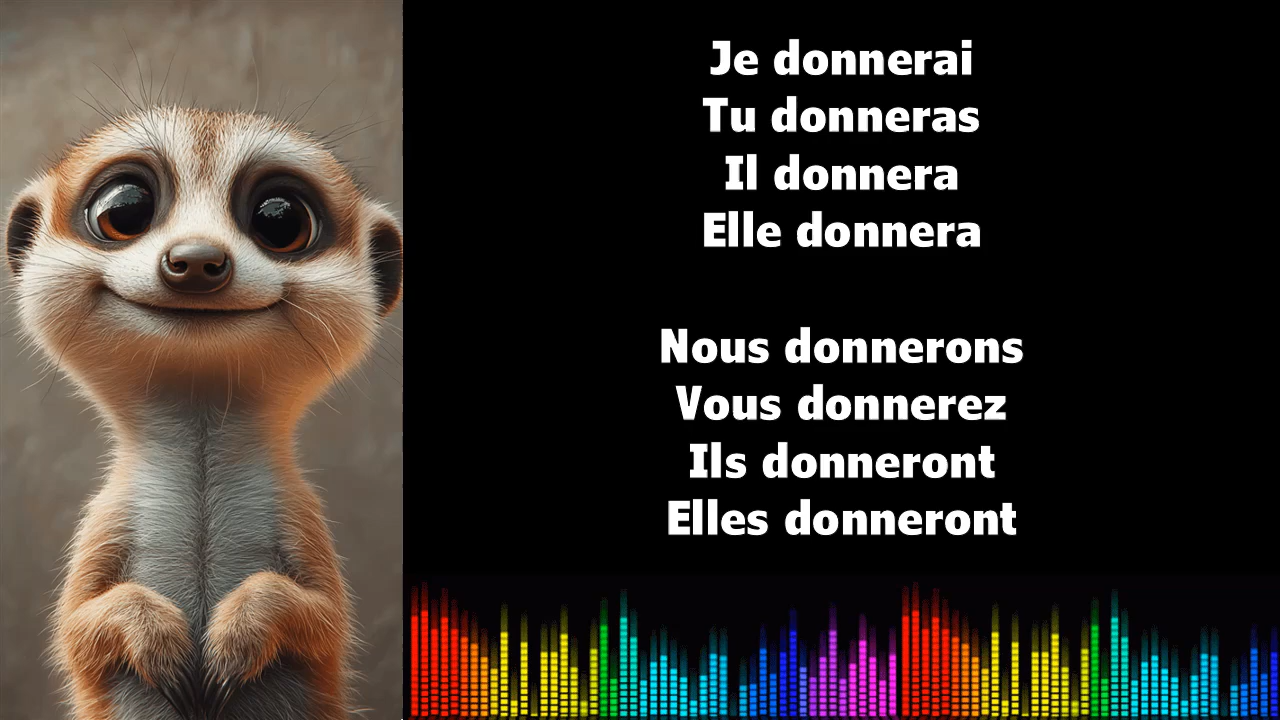 Je donnerai
Tu donneras
Il donnera
Elle donnera
Nous donnerons
Vous donnerez
Ils donneront
Elles donneront